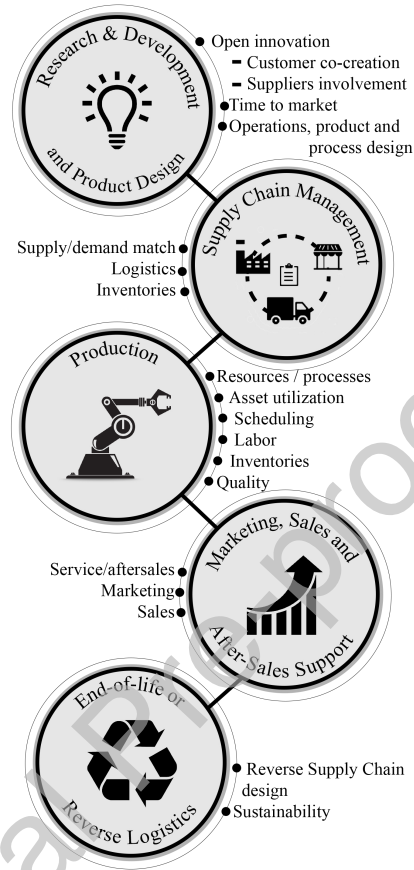 Research & Development
and Product Design
Open innovation
Customer co-creation
Suppliers involvement
Time to market
Operations, product and
process design
Supply Chain Management
Supply/demand match
Logistics
Inventories
Production
Resources / processes
Asset utilization
Scheduling
Labor
Inventories
Quality
Marketing, Sales and
After-Sales Support
Service/aftersales
Marketing
Sales
End-of-life or
Reverse Logistics
Reverse Supply Chain
design
Sustainability